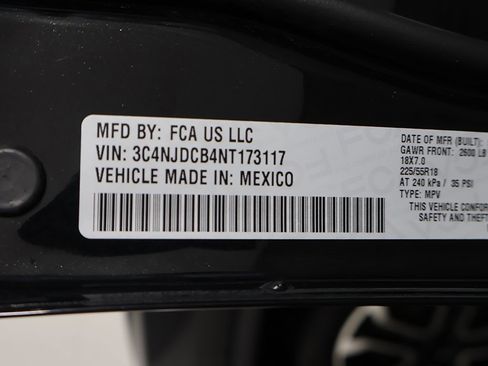 MFD BY: FCA US LLC
VIN: 3C4NJDCB4NT173117
VEHICLE MADE IN: MEXICO
DATE OF MFR (BUILT):
GAWR FRONT: 2600 LB
18X7.0
225/55R18
AT 240 kPa/ 35 PSI
TYPE: MPV
THIS VEHICLE CONFOR
SAFETY AND THEFT